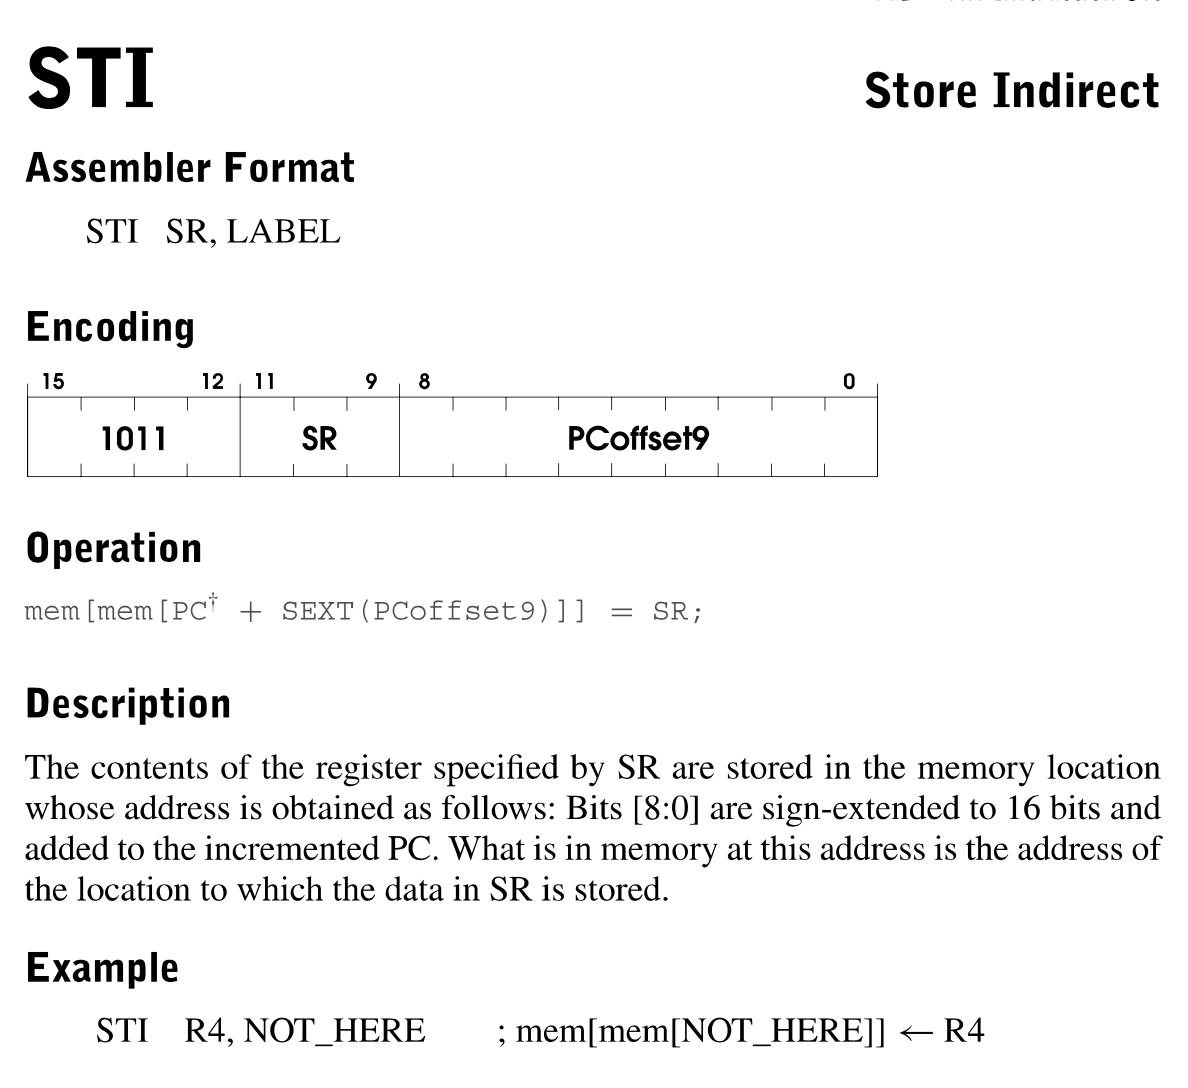 STI
Store Indirect
Assembler Format
STI SR, LABEL
Encoding
15 12 11 9 8 0
1011 SR PCoffset9
Operation
mem[mem[PC† + SEXT(PCoffset9)]] = SR;
Description
The contents of the register specified by SR are stored in the memory location
whose address is obtained as follows: Bits [8:0] are sign-extended to 16 bits and
added to the incremented PC. What is in memory at this address is the address of
the location to which the data in SR is stored.
Example
STI R4, NOT_HERE ; mem[mem[NOT_HERE]] ← R4